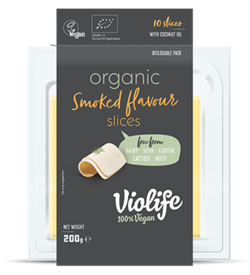 Vegan
10 slices
WITH COCONUT OIL
RECLOSABLE PACK
organic
Smoked flavour
slices
free from
DAIRY SOYA GLUTEN
LACTOSE NUTS
Violife
100% Vegan
NET WEIGHT
200g e